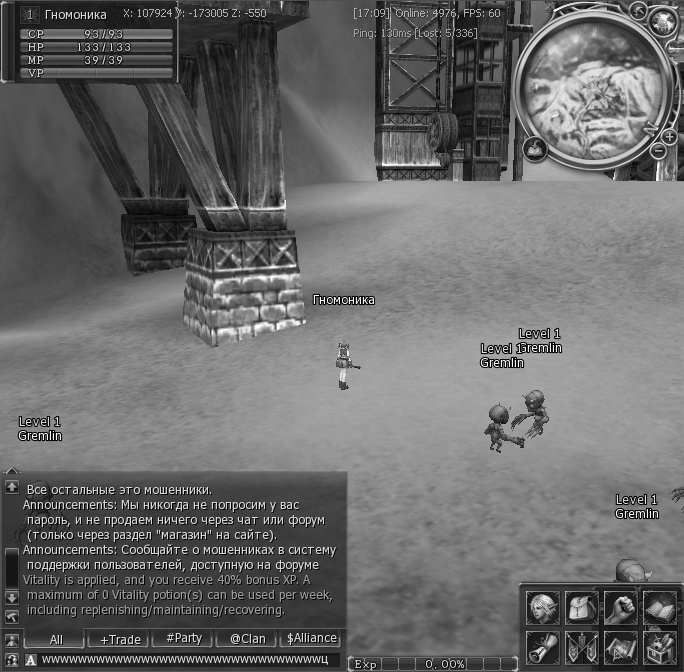 1 Гномоника X: 107924 Y: -173005 Z: -550
[17:09] Online: 4976, FPS: 60
Ping: 130ms [Lost: 5/336]
CP 93/93
HP 133/133
MP 39/39
VP
Гномоника
Level 1
Gremlin
Level 1
Gremlin
Level 1
Gremlin
Level 1
Gremlin
Все остальные это мошенники.
Announcements: Мы никогда не попросим у вас
пароль, и не продаем ничего через чат или форум
(только через раздел "магазин" на сайте).
Announcements: Сообщайте о мошенниках в систему
поддержки пользователей, доступную на форуме
Vitality is applied, and you receive 40% bonus XP. A
maximum of 0 Vitality potion(s) can be used per week,
including replenishing/maintaining/recovering.
All +Trade #Party @Clan $Alliance
A
Exp 0.00%